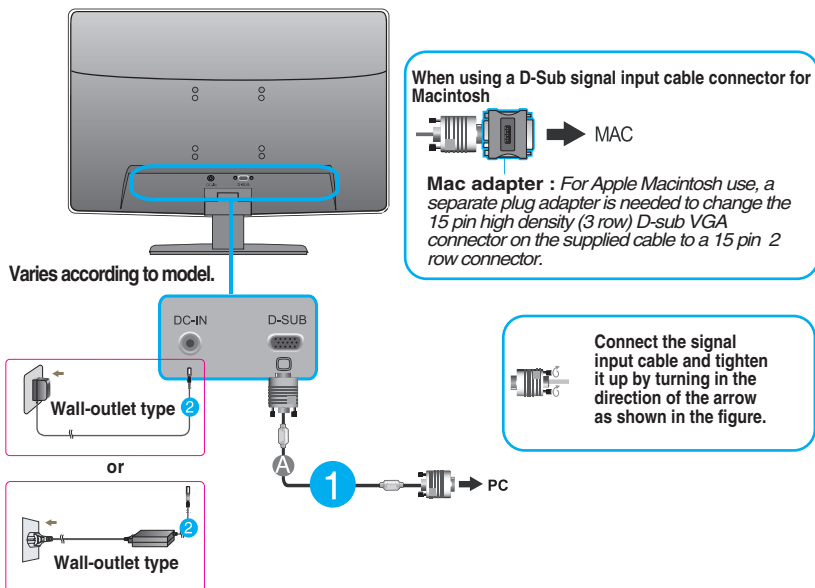 When using a D-Sub signal input cable connector for
Macintosh
MAC
Mac adapter : For Apple Macintosh use, a
separate plug adapter is needed to change the
15 pin high density (3 row) D-sub VGA
connector on the supplied cable to a 15 pin 2
row connector.
DC-IN
D-SUB
Varies according to model.
DC-IN
D-SUB
Connect the signal
input cable and tighten
it up by turning in the
direction of the arrow
as shown in the figure.
Wall-outlet type
2
or
A
1
PC
2
Wall-outlet type